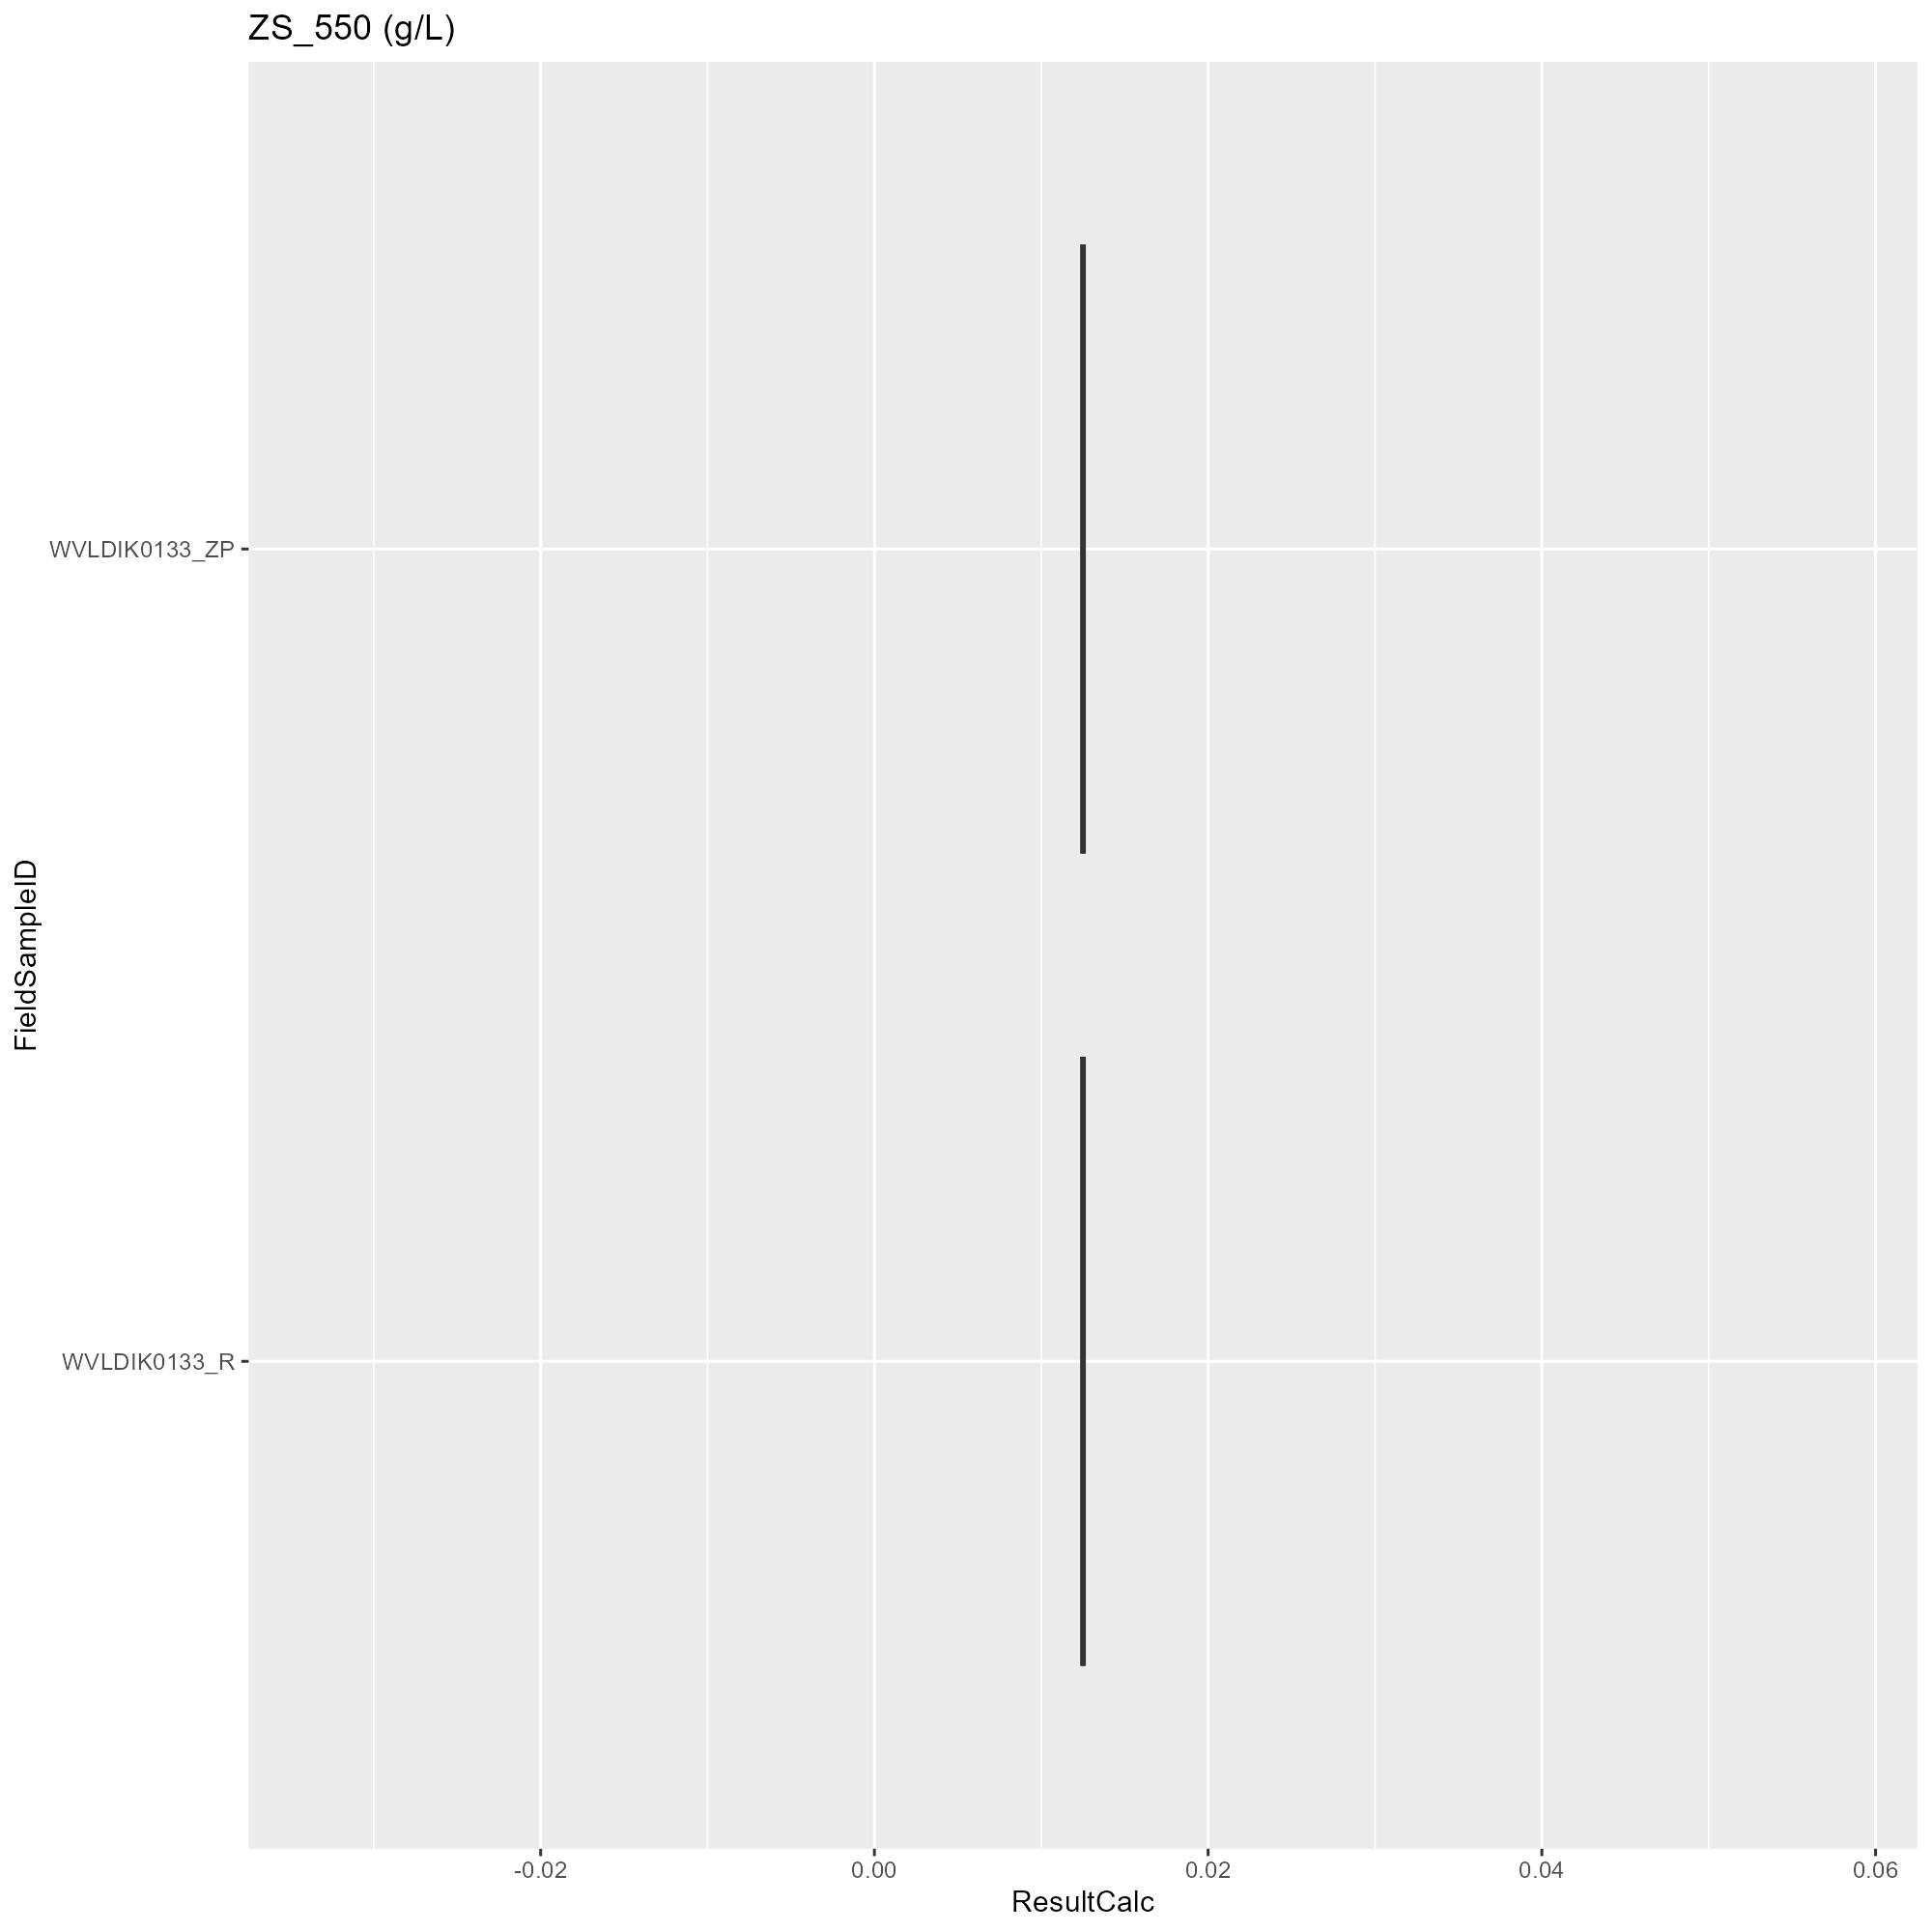 ZS_550 (g/L)
FieldSampleID
WVLDIK0133_ZP
WVLDIK0133_R
-0.02 0.00 0.02 0.04 0.06
ResultCalc